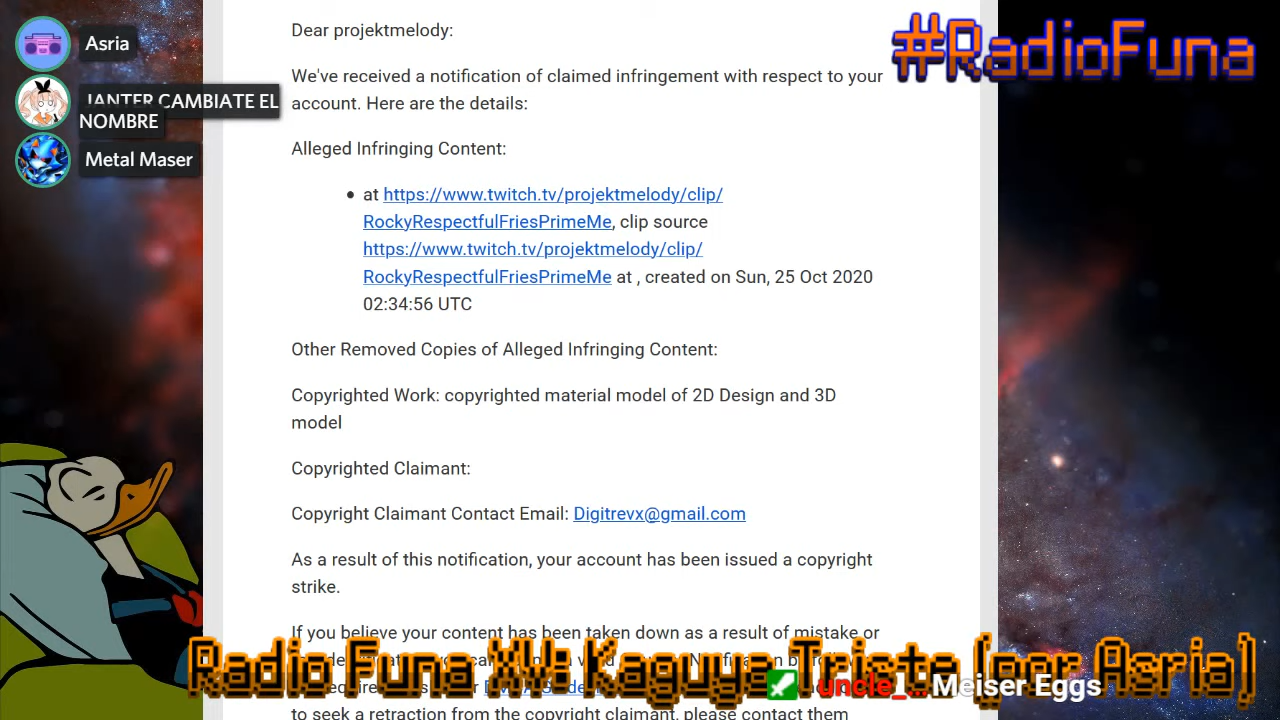 Asria
JANTER CAMBIATE EL
NOMBRE
Metal Maser
#RadioFuna
Dear projektmelody:
We've received a notification of claimed infringement with respect to your
account. Here are the details:
Alleged Infringing Content:
• at https://www.twitch.tv/projektmelody/clip/
RockyRespectfulFriesPrimeMe, clip source
https://www.twitch.tv/projektmelody/clip/
RockyRespectfulFriesPrimeMe at , created on Sun, 25 Oct 2020
02:34:56 UTC
Other Removed Copies of Alleged Infringing Content:
Copyrighted Work: copyrighted material model of 2D Design and 3D
model
Copyrighted Claimant:
Copyright Claimant Contact Email: Digitrevx@gmail.com
As a result of this notification, your account has been issued a copyright
strike.
If you believe your content has been taken down as a result of mistake or
Radio Funa XV: Kaguya Triste (por Asria)
uncle_... Meiser Eggs
to seek a retraction from the copyright claimant, please contact them